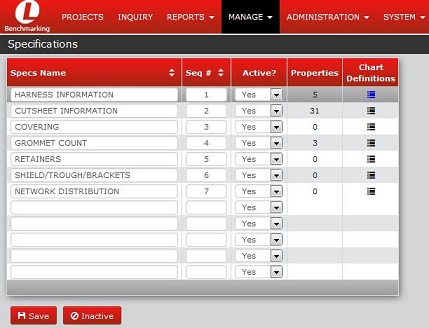 PROJECTS INQUIRY REPORTS MANAGE ADMINISTRATION SYSTEM
Benchmarking
Specifications
Specs Name Seq # Active? Properties Chart Definitions
HARNESS INFORMATION 1 Yes 5
CUTSHEET INFORMATION 2 Yes 31
COVERING 3 Yes 0
GROMMET COUNT 4 Yes 3
RETAINERS 5 Yes 0
SHIELD/TROUGH/BRACKETS 6 Yes 0
NETWORK DISTRIBUTION 7 Yes 0
Yes
Yes
Yes
Yes
Yes
Save Inactive